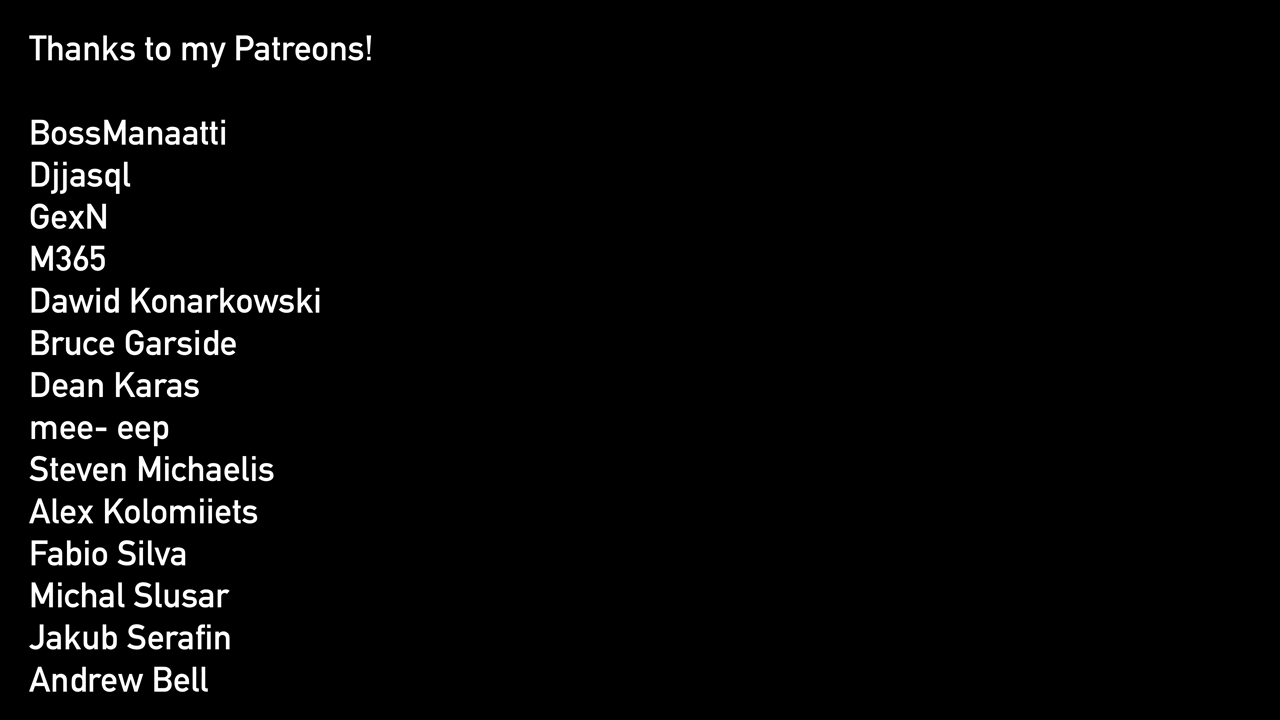 Thanks to my Patreons!
BossManaatti
Djjasql
GexN
M365
Dawid Konarkowski
Bruce Garside
Dean Karas
mee- eep
Steven Michaelis
Alex Kolomiiets
Fabio Silva
Michal Slusar
Jakub Serafin
Andrew Bell